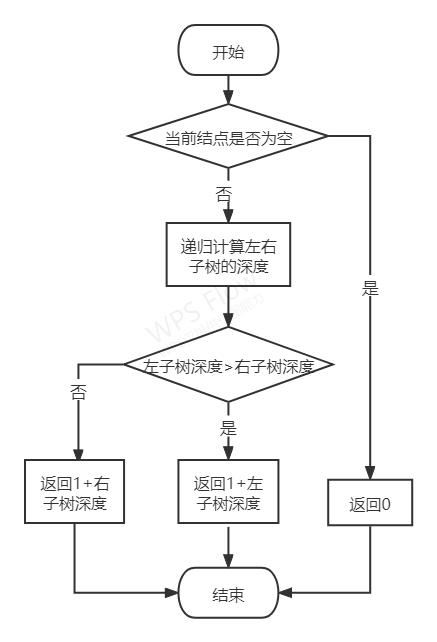 开始
当前结点是否为空
否
递归计算左右
子树的深度
是
WPS Flow
左子树深度>右子树深度
否
是
返回1+右
子树深度
返回1+左
子树深度
返回0
结束